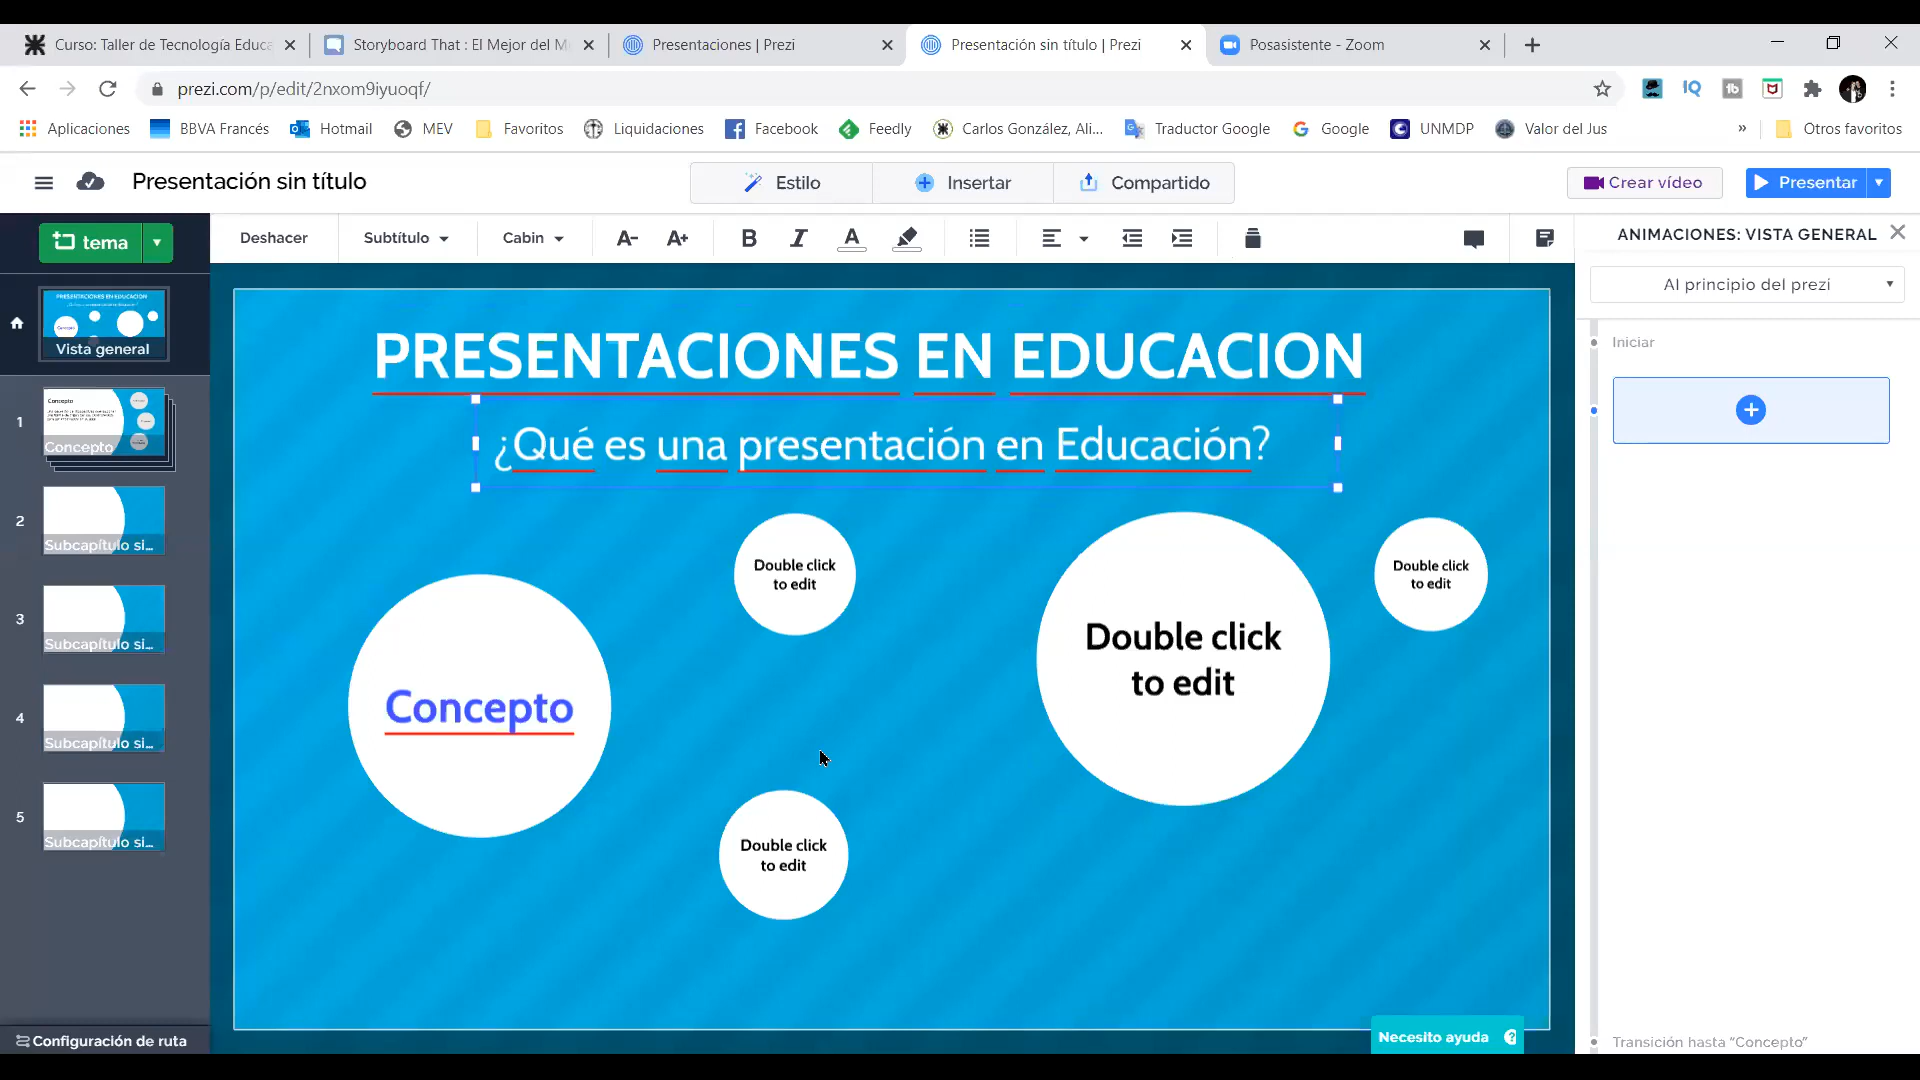 Curso: Taller de Tecnología Educa
Storyboard That : El Mejor del M
Presentaciones | Prezi
Presentación sin título | Prezi
Posasistente - Zoom
prezi.com/p/edit/2nxom9iyuoqf/
Aplicaciones
BBVA Francés
Hotmail
MEV
Favoritos
Liquidaciones
Facebook
Feedly
Carlos González, Ali...
Traductor Google
Google
UNMDP
Valor del Jus
»
Otros favoritos
Presentación sin título
Estilo
Insertar
Compartido
Crear vídeo
Presentar
tema
Deshacer
Subtítulo
Cabin
A-
A+
B
I
A
ANIMACIONES: VISTA GENERAL
Al principio del prezi
Iniciar
Vista general
1
Concepto
2
Subcapítulo si...
3
Subcapítulo si...
4
Subcapítulo si...
5
Subcapítulo si...
Configuración de ruta
PRESENTACIONES EN EDUCACION
¿Qué es una presentación en Educación?
Double click
to edit
Double click
to edit
Double click
to edit
Concepto
Double click
to edit
Necesito ayuda
Transición hasta “Concepto”